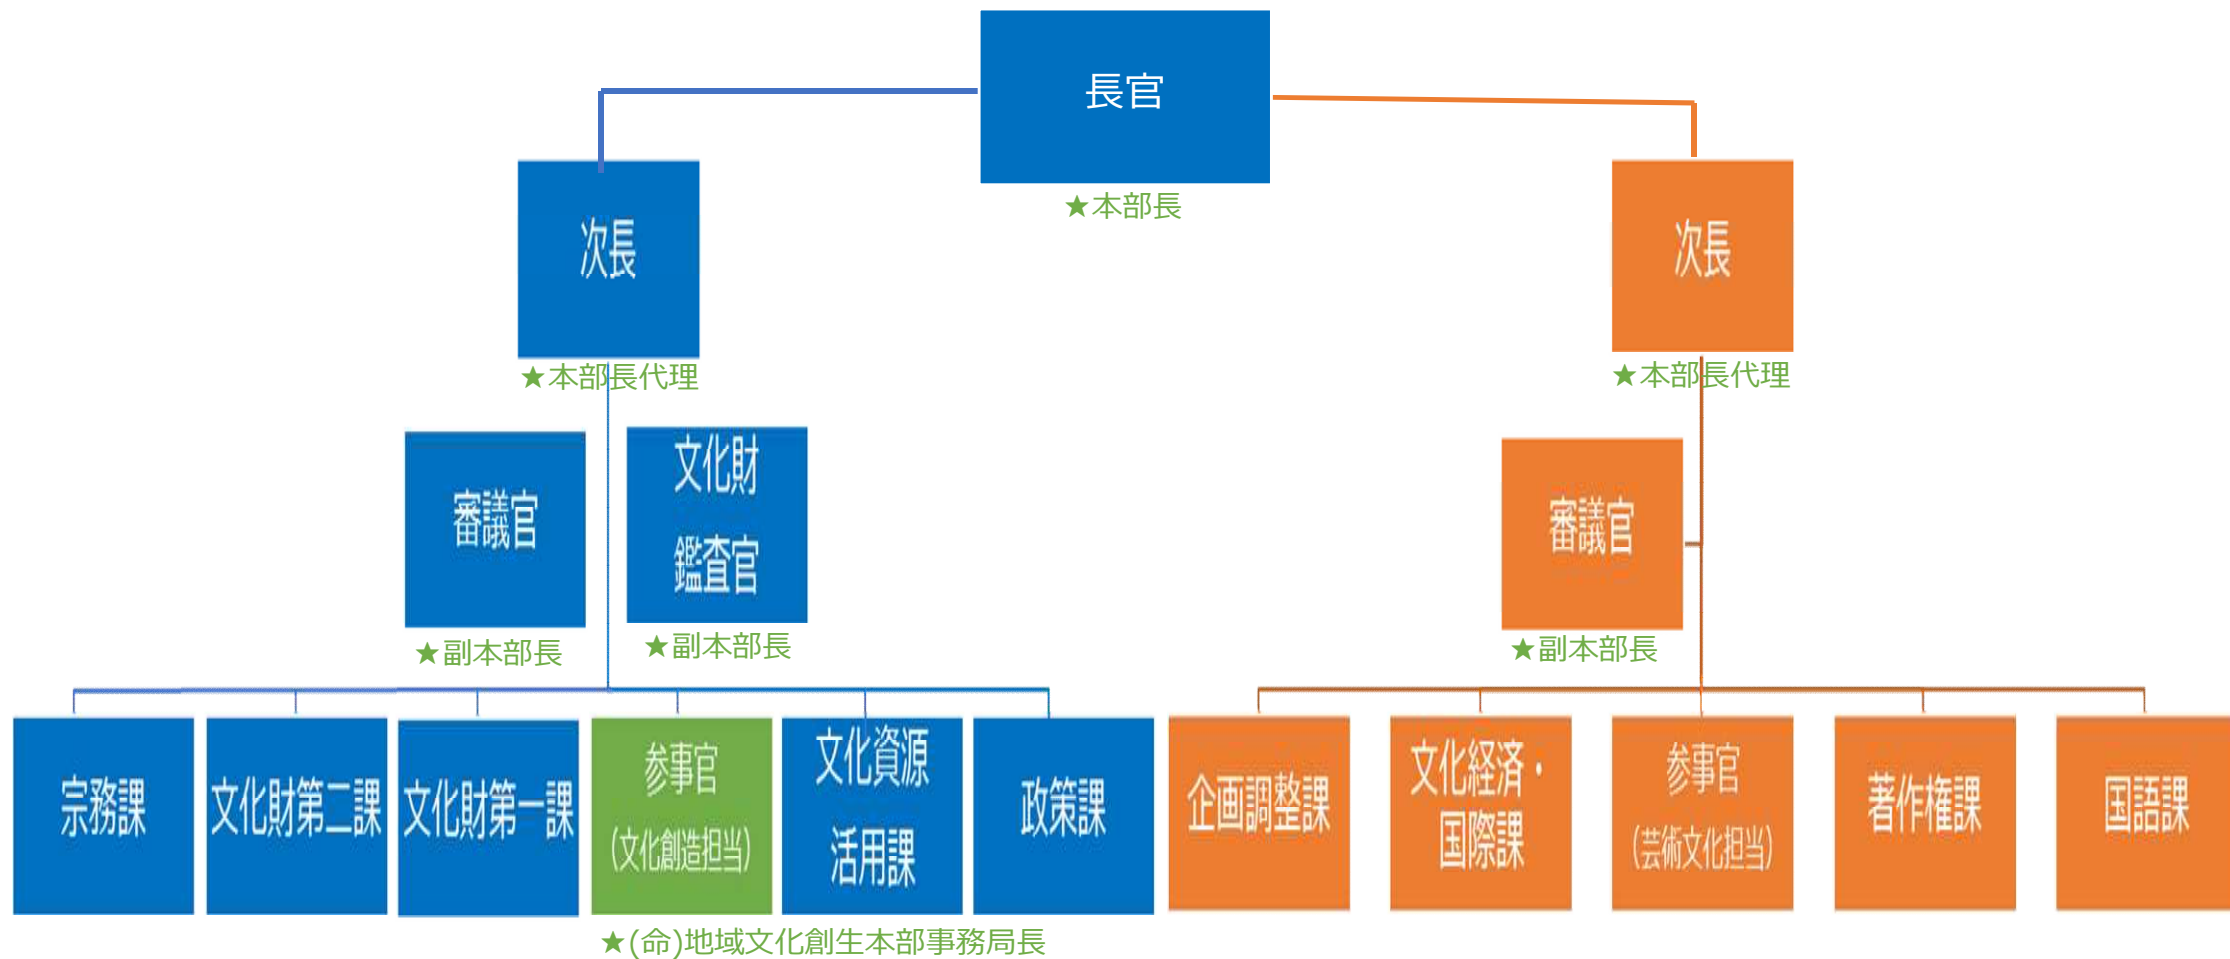 長官
★本部長
次長
★本部長代理
次長
★本部長代理
審議官
★副本部長
文化財
鑑査官
★副本部長
審議官
★副本部長
宗務課
文化財第二課
文化財第一課
参事官
(文化創造担当)
文化資源
活用課
政策課
企画調整課
文化経済・
国際課
参事官
(芸術文化担当)
著作権課
国語課
★(命)地域文化創生本部事務局長